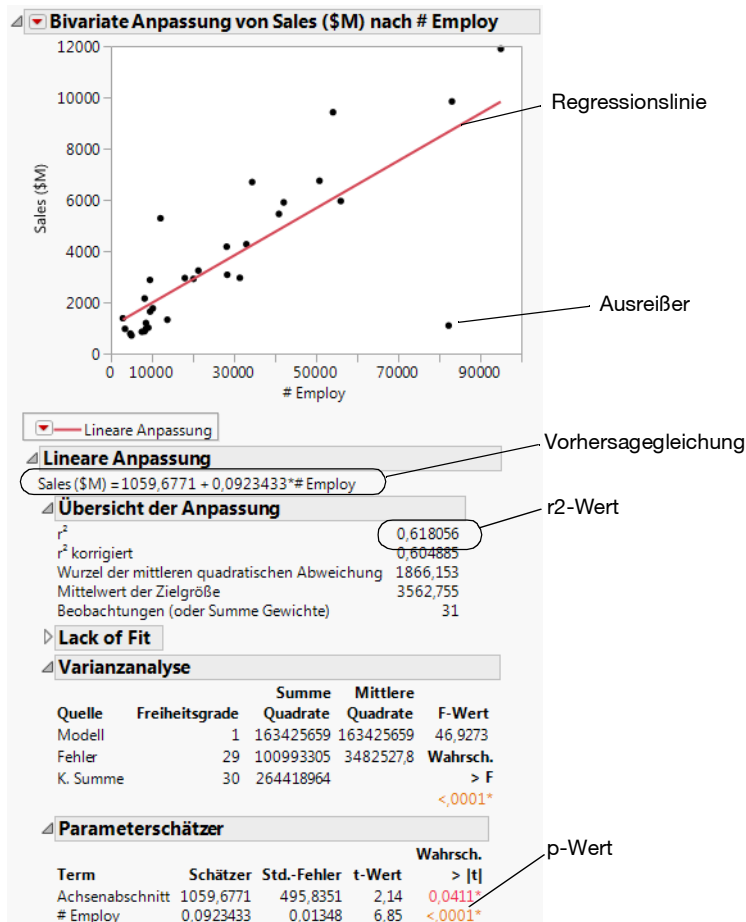 Bivariate Anpassung von Sales ($M) nach # Employ
12000
10000
8000
6000
4000
2000
0
Sales ($M)
0 10000 30000 50000 70000 90000
# Employ
Regressionslinie
Ausreißer
Lineare Anpassung
Vorhersagegleichung
Lineare Anpassung
Sales ($M) = 1059,6771 + 0,0923433*# Employ
Übersicht der Anpassung
r2-Wert
r² 0,618056
r² korrigiert 0,604885
Wurzel der mittleren quadratischen Abweichung 1866,153
Mittelwert der Zielgröße 3562,755
Beobachtungen (oder Summe Gewichte) 31
Lack of Fit
Varianzanalyse
Summe Mittlere
Quelle Freiheitsgrade Quadrate Quadrate F-Wert
Modell 1 163425659 163425659 46,9273
Fehler 29 100993305 3482527,8 Wahrsch.
K. Summe 30 264418964 > F
<,0001*
Parameterschätzer
p-Wert
Wahrsch.
Term Schätzer Std.-Fehler t-Wert > |t|
Achsenabschnitt 1059,6771 495,8351 2,14 0,0411*
# Employ 0,0923433 0,01348 6,85 <,0001*